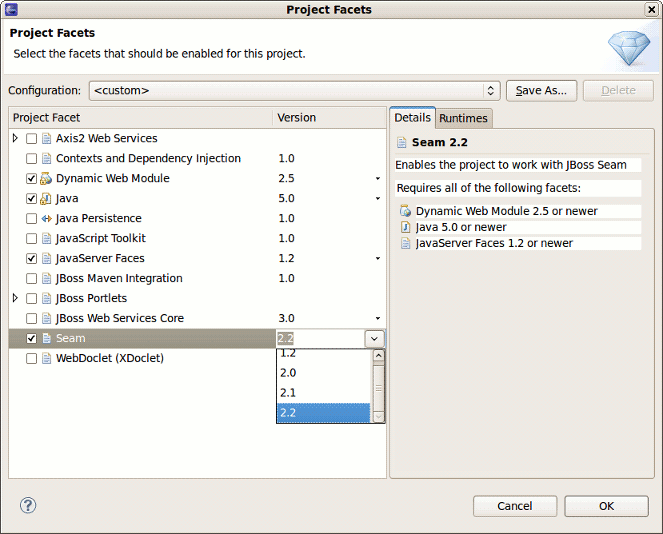 Project Facets
Project Facets
Select the facets that should be enabled for this project.
Configuration: <custom> Save As... Delete
Project Facet Version
Axis2 Web Services
Contexts and Dependency Injection 1.0
Dynamic Web Module 2.5
Java 5.0
Java Persistence 1.0
JavaScript Toolkit 1.0
JavaServer Faces 1.2
JBoss Maven Integration 1.0
JBoss Portlets
JBoss Web Services Core 3.0
Seam 2.2
WebDoclet (XDoclet)
1.2
2.0
2.1
2.2
Details Runtimes
Seam 2.2
Enables the project to work with JBoss Seam
Requires all of the following facets:
Dynamic Web Module 2.5 or newer
Java 5.0 or newer
JavaServer Faces 1.2 or newer
? Cancel OK